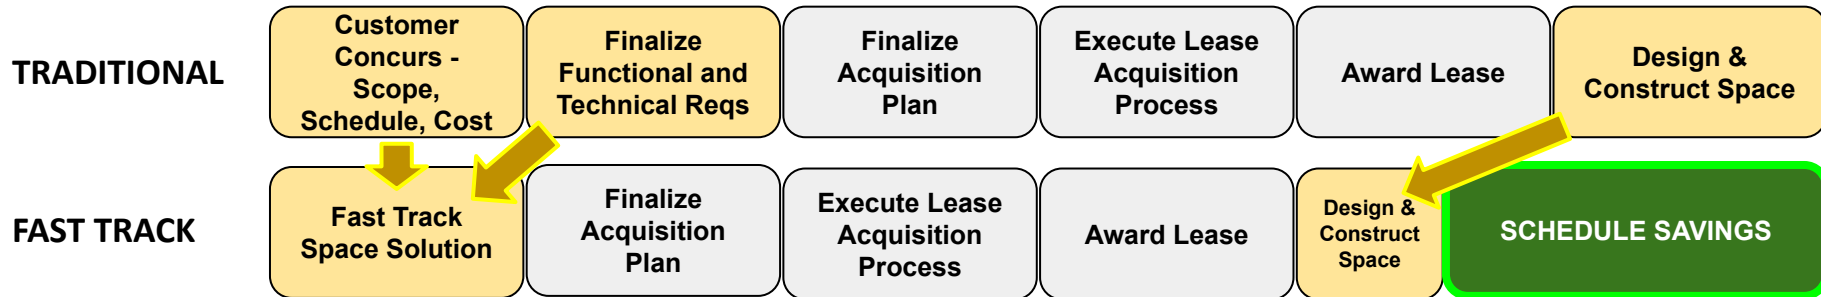 TRADITIONAL
Customer
Concurs -
Scope,
Schedule, Cost
Finalize
Functional and
Technical Reqs
Finalize
Acquisition
Plan
Execute Lease
Acquisition
Process
Award Lease
Design &
Construct Space
FAST TRACK
Fast Track
Space Solution
Finalize
Acquisition
Plan
Execute Lease
Acquisition
Process
Award Lease
Design &
Construct
Space
SCHEDULE SAVINGS